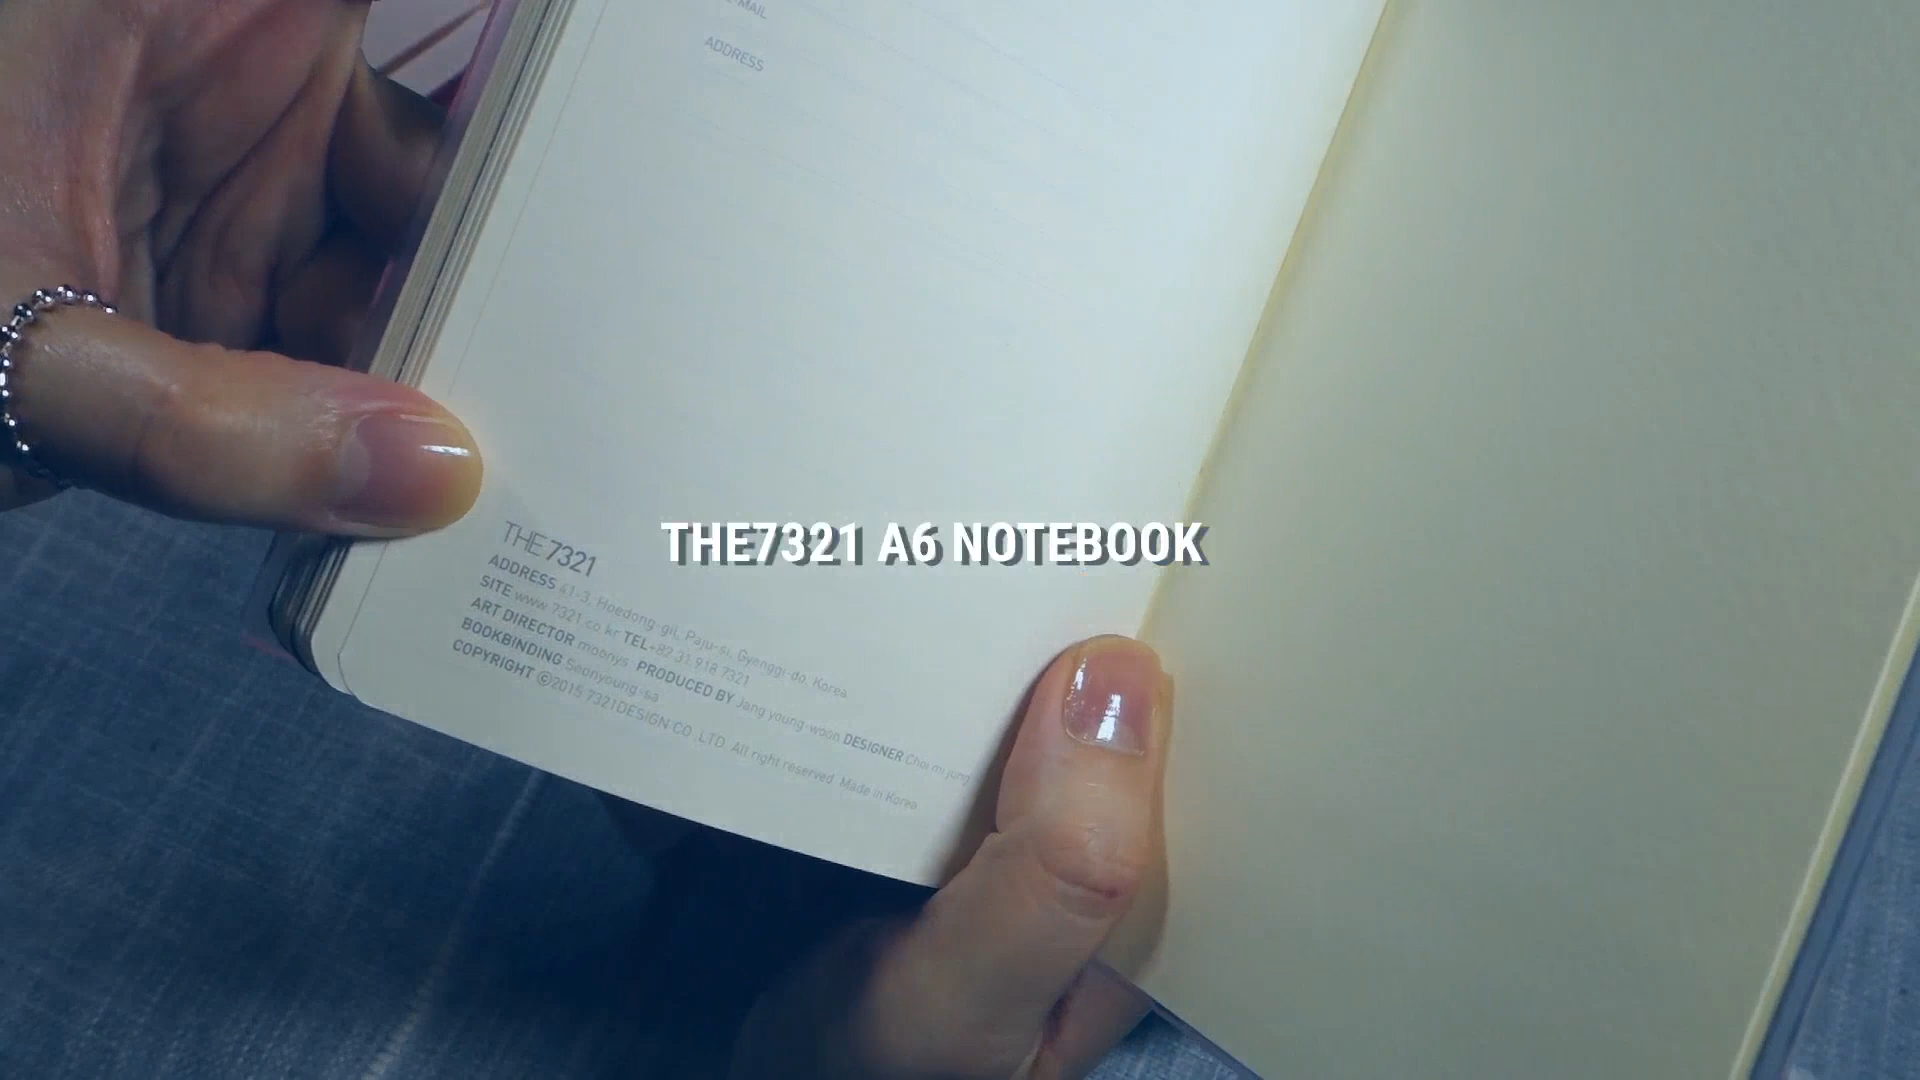 E-MAIL
ADDRESS
THE7321 A6 NOTEBOOK
THE7321
ADDRESS 41-3, Hoedong-gil, Paju-si, Gyenggi-do, Korea
SITE www.7321.co.kr TEL+82 31 918 7321
ART DIRECTOR moonys PRODUCED BY Jang young-woon DESIGNER Choi mi jung
BOOKBINDING Seonyoung-sa
COPYRIGHT ©2015 7321DESIGN CO.,LTD. All right reserved. Made in Korea